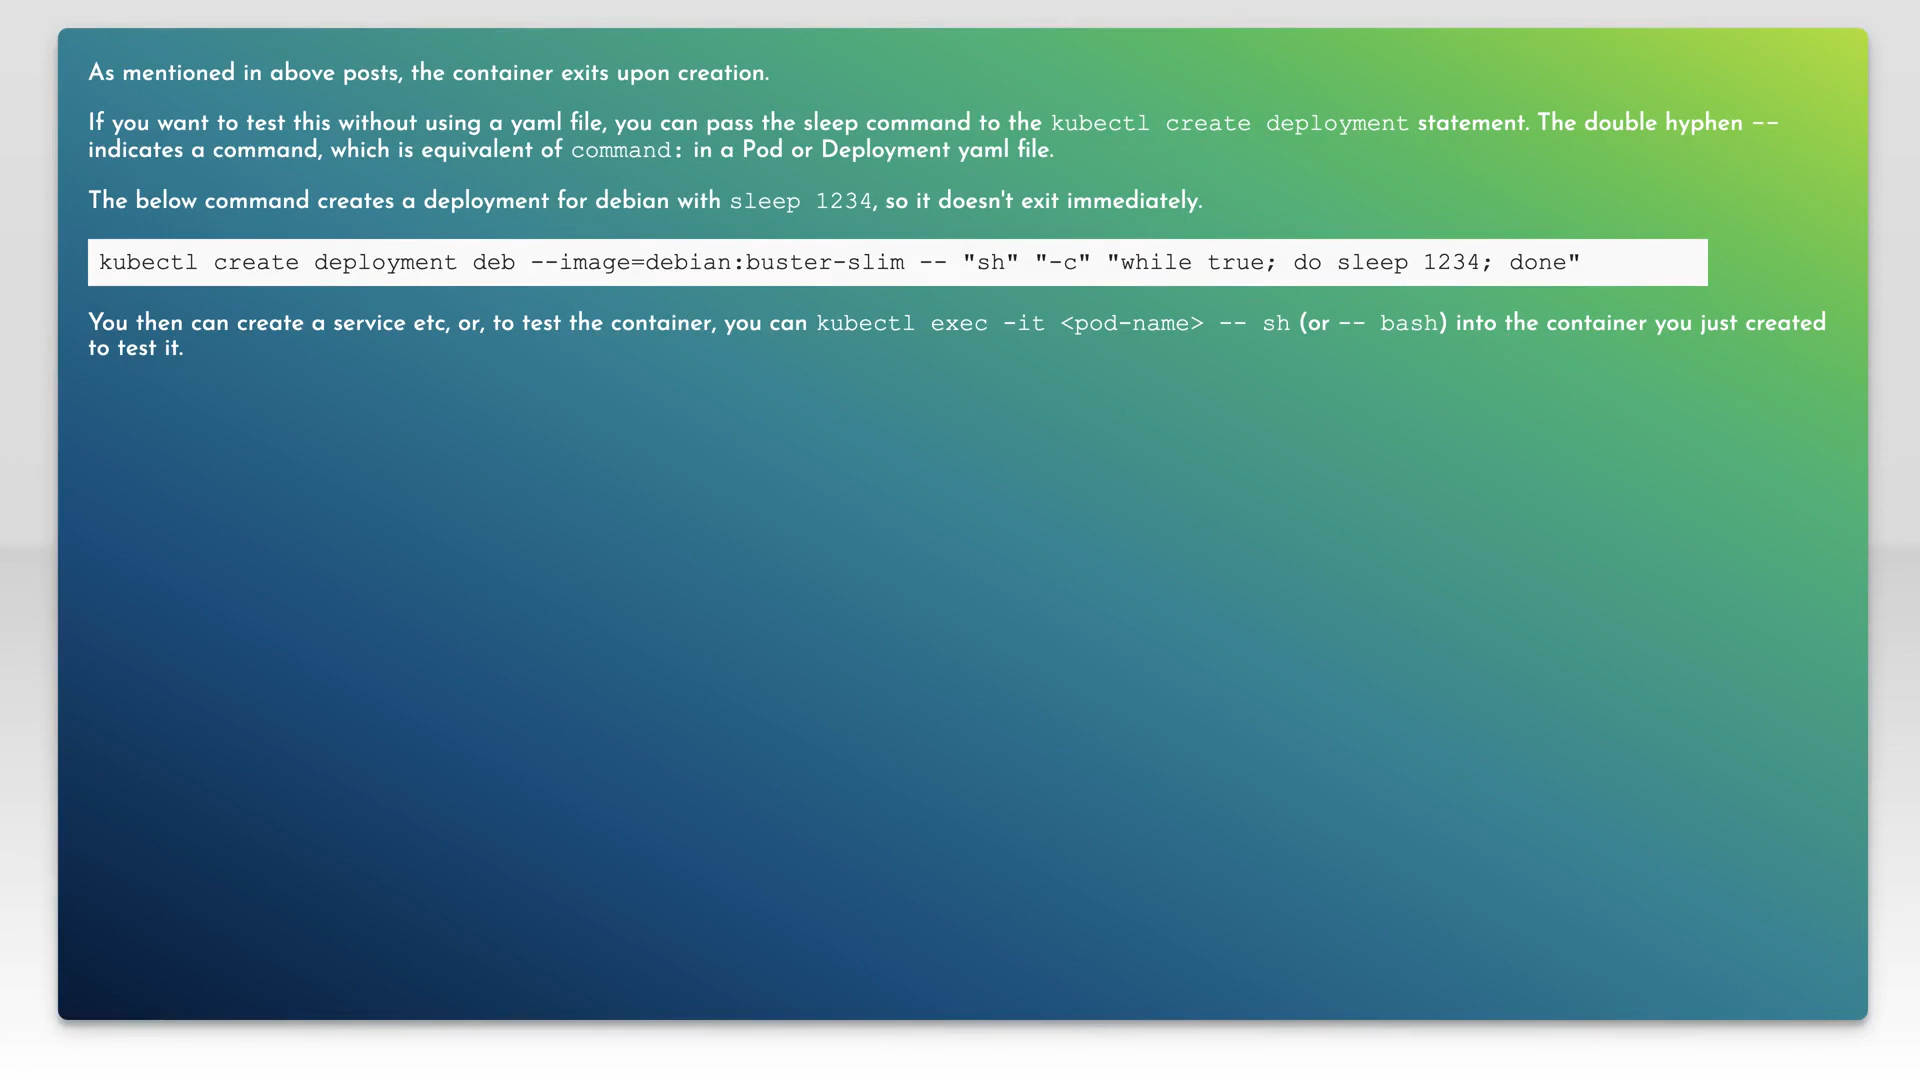 As mentioned in above posts, the container exits upon creation.
If you want to test this without using a yaml file, you can pass the sleep command to the kubectl create deployment statement. The double hyphen --
indicates a command, which is equivalent of command: in a Pod or Deployment yaml file.
The below command creates a deployment for debian with sleep 1234, so it doesn't exit immediately.
kubectl create deployment deb --image=debian:buster-slim -- "sh" "-c" "while true; do sleep 1234; done"
You then can create a service etc, or, to test the container, you can kubectl exec -it <pod-name> -- sh (or -- bash) into the container you just created
to test it.